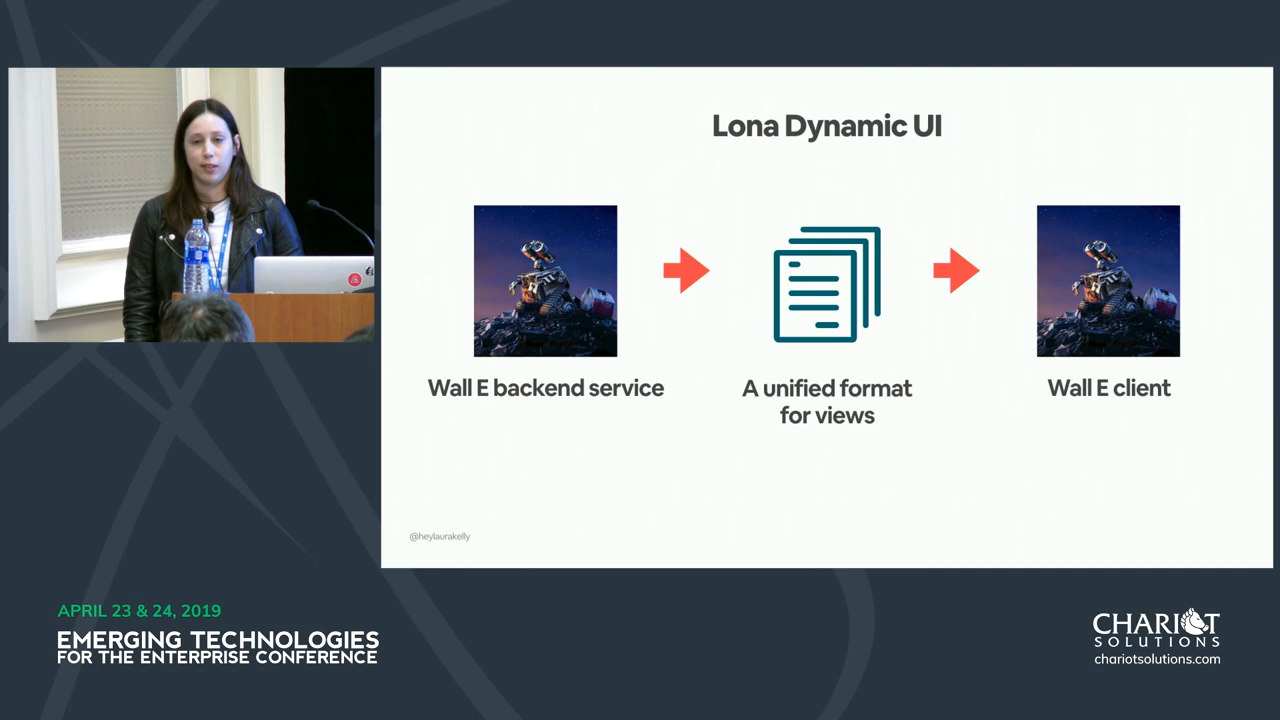 Lona Dynamic UI
Wall E backend service
A unified format
for views
Wall E client
@heylaurakelly
APRIL 23 & 24, 2019
EMERGING TECHNOLOGIES
FOR THE ENTERPRISE CONFERENCE
CHARIOT
SOLUTIONS
chariotsolutions.com